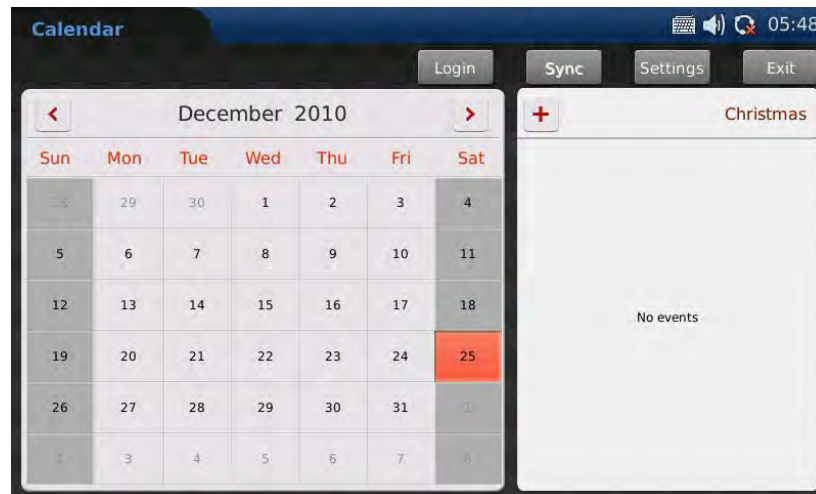 Calendar 05:48
Login Sync Settings Exit
December 2010 Christmas
Sun Mon Tue Wed Thu Fri Sat
28 29 30 1 2 3 4
5 6 7 8 9 10 11
12 13 14 15 16 17 18
No events
19 20 21 22 23 24 25
26 27 28 29 30 31 1
3 4 5 6 7 8